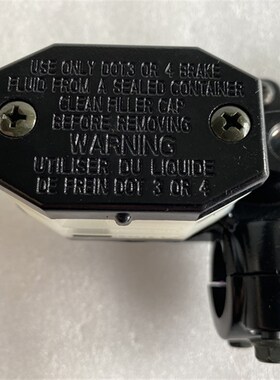 USE ONLY DOT3 OR 4 BRAKE
FLUID FROM A SEALED CONTAINER
CLEAN FILLER CAP
BEFORE REMOVING
WARNING
UTILISER DU LIQUIDE
DE FREIN DOT 3 OR 4